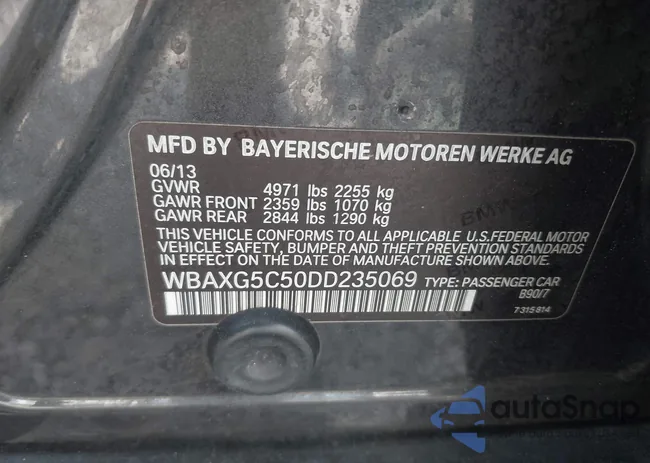 MFD BY BAYERISCHE MOTOREN WERKE AG
06/13
GVWR 4971 lbs 2255 kg
GAWR FRONT 2359 lbs 1070 kg
GAWR REAR 2844 lbs 1290 kg
THIS VEHICLE CONFORMS TO ALL APPLICABLE U.S.FEDERAL MOTOR
VEHICLE SAFETY, BUMPER AND THEFT PREVENTION STANDARDS
IN EFFECT ON THE DATE OF MANUFACTURE SHOWN ABOVE.
WBAXG5C50DD235069 TYPE: PASSENGER CAR
B90/7
7315814
autoSnap